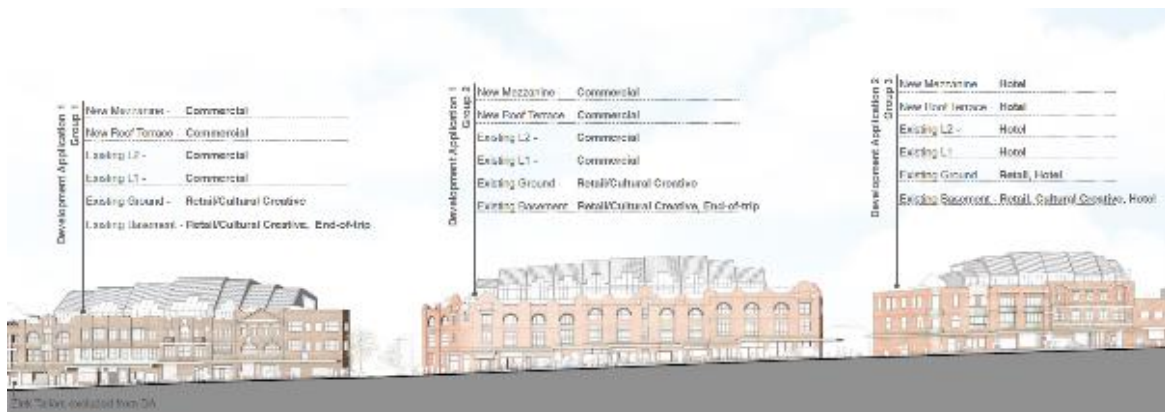 Development Application 1
Group 1
New Mezzanine - Commercial
New Roof Terrace - Commercial
Existing L2 - Commercial
Existing L1 - Commercial
Existing Ground - Retail/Cultural Creative
Existing Basement - Retail/Cultural Creative, End-of-trip
Development Application 1
Group 2
New Mezzanine Commercial
New Roof Terrace Commercial
Existing L2 - Commercial
Existing L1 - Commercial
Existing Ground - Retail/Cultural Creative
Existing Basement Retail/Cultural Creative, End-of-trip
Development Application 2
Group 3
New Mezzanine Hotel
New Roof Terrace - Hotel
Existing L2 - Hotel
Existing L1 Hotel
Existing Ground Retail, Hotel
Existing Basement - Retail, Cultural Creative, Hotel
excluded from DA